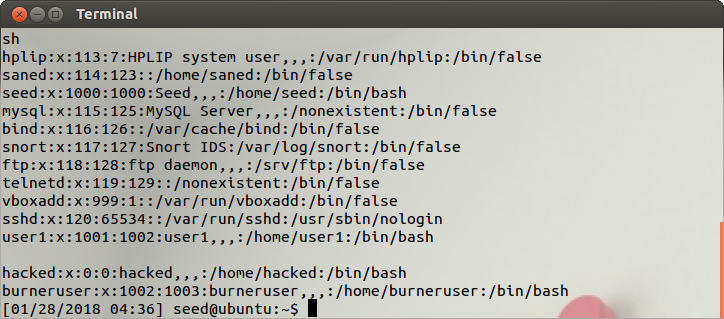 Terminal
sh
hplip:x:113:7:HPLIP system user,,,:/var/run/hplip:/bin/false
saned:x:114:123::/home/saned:/bin/false
seed:x:1000:1000:Seed,,,:/home/seed:/bin/bash
mysql:x:115:125:MySQL Server,,,:/nonexistent:/bin/false
bind:x:116:126::/var/cache/bind:/bin/false
snort:x:117:127:Snort IDS:/var/log/snort:/bin/false
ftp:x:118:128:ftp daemon,,,:/srv/ftp:/bin/false
telnetd:x:119:129::/nonexistent:/bin/false
vboxadd:x:999:1::/var/run/vboxadd:/bin/false
sshd:x:120:65534::/var/run/sshd:/usr/sbin/nologin
user1:x:1001:1002:user1,,,:/home/user1:/bin/bash
hacked:x:0:0:hacked,,,:/home/hacked:/bin/bash
burneruser:x:1002:1003:burneruser,,,:/home/burneruser:/bin/bash
[01/28/2018 04:36] seed@ubuntu:~$